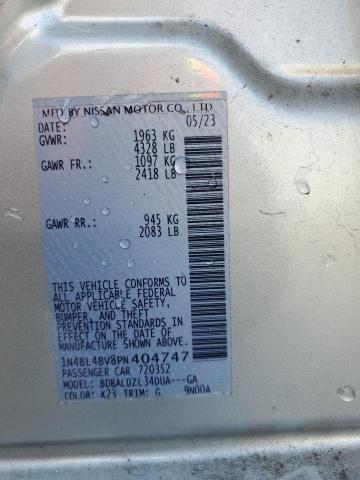 MFD BY NISSAN MOTOR CO., LTD
DATE: 05/23
GVWR: 1963 KG
4328 LB
GAWR FR.: 1097 KG
2418 LB
GAWR RR.: 945 KG
2083 LB
THIS VEHICLE CONFORMS TO
ALL APPLICABLE FEDERAL
MOTOR VEHICLE SAFETY,
BUMPER, AND THEFT
PREVENTION STANDARDS IN
EFFECT ON THE DATE OF
MANUFACTURE SHOWN ABOVE.
1N4BL4BV8PN404747
PASSENGER CAR 720352
MODEL: BDBALDZL34DUA---GA
COLOR: K23 TRIM: G 9N00A